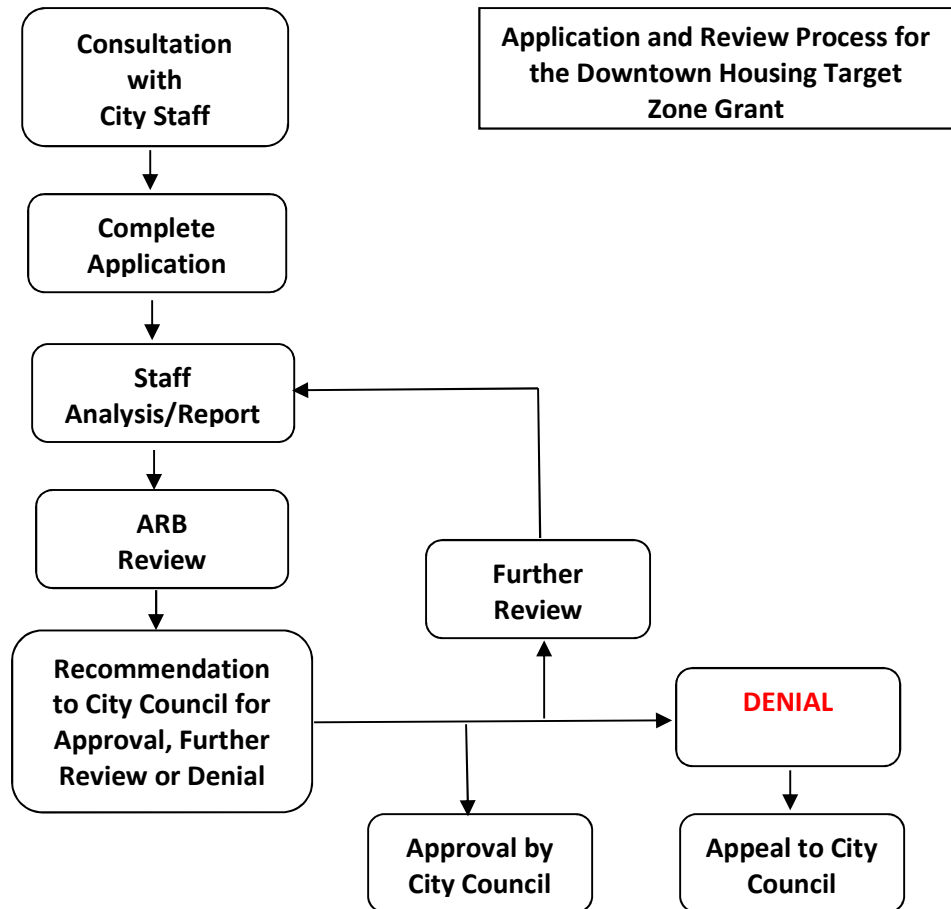 Consultation
with
City Staff
Application and Review Process for
the Downtown Housing Target
Zone Grant
Complete
Application
Staff
Analysis/Report
ARB
Review
Further
Review
Recommendation
to City Council for
Approval, Further
Review or Denial
DENIAL
Approval by
City Council
Appeal to City
Council